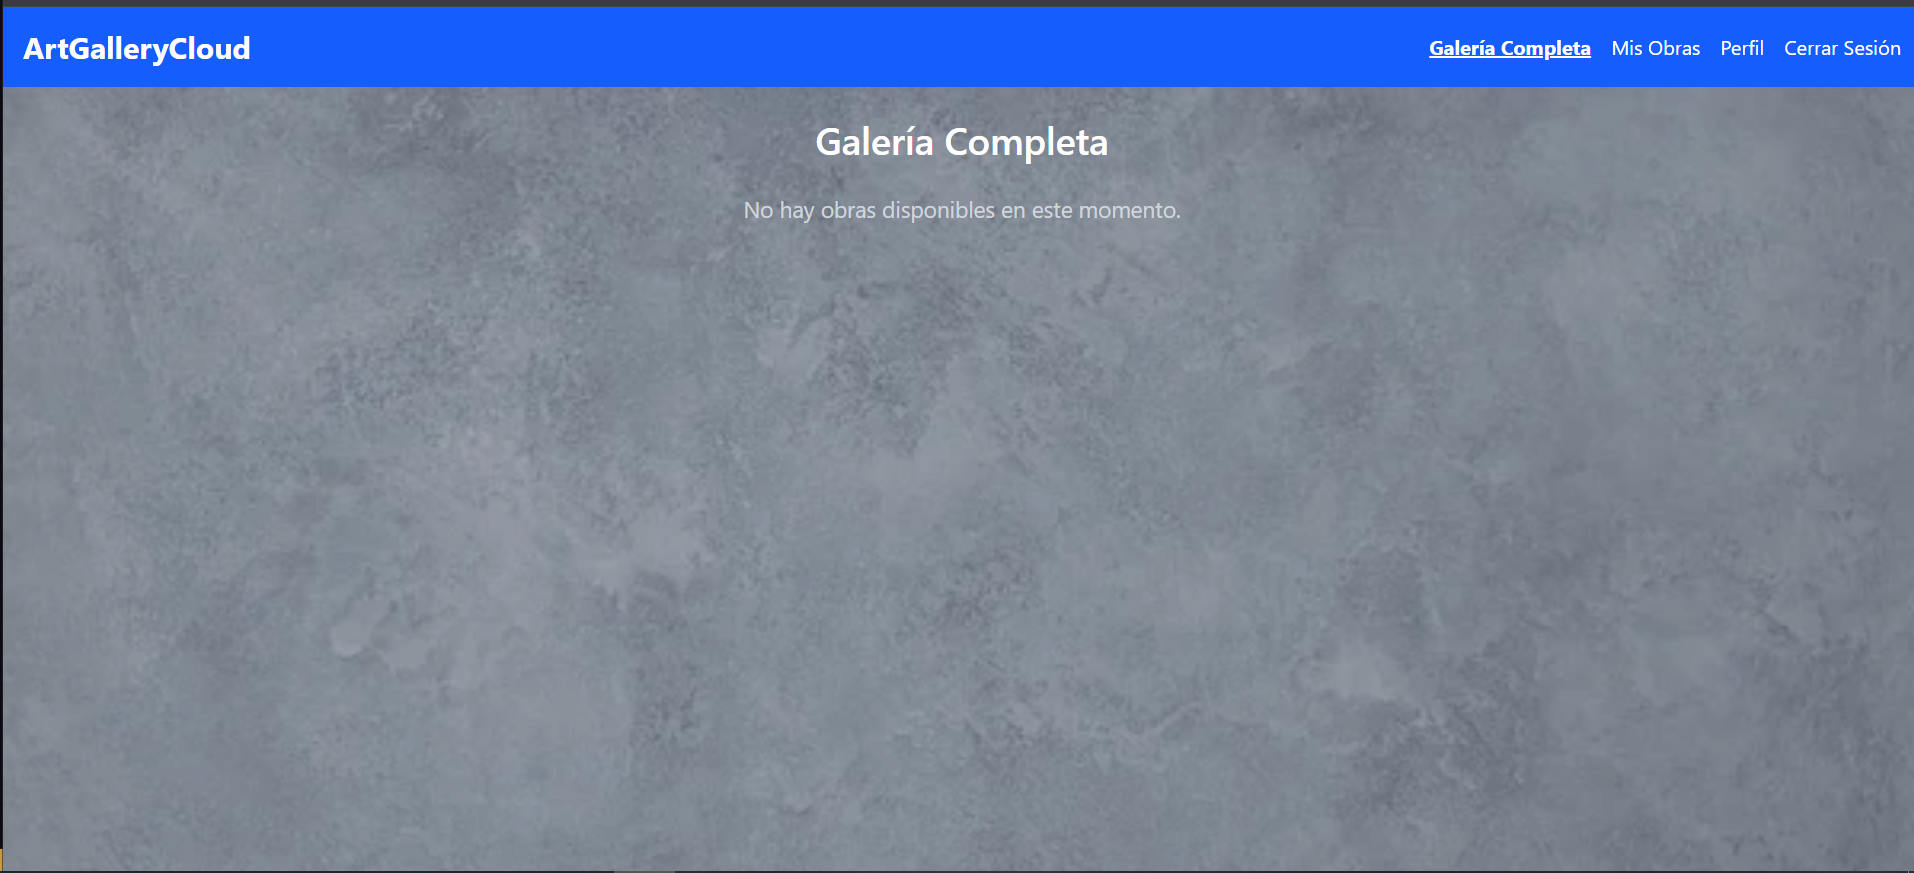 ArtGalleryCloud
Galería Completa Mis Obras Perfil Cerrar Sesión
Galería Completa
No hay obras disponibles en este momento.